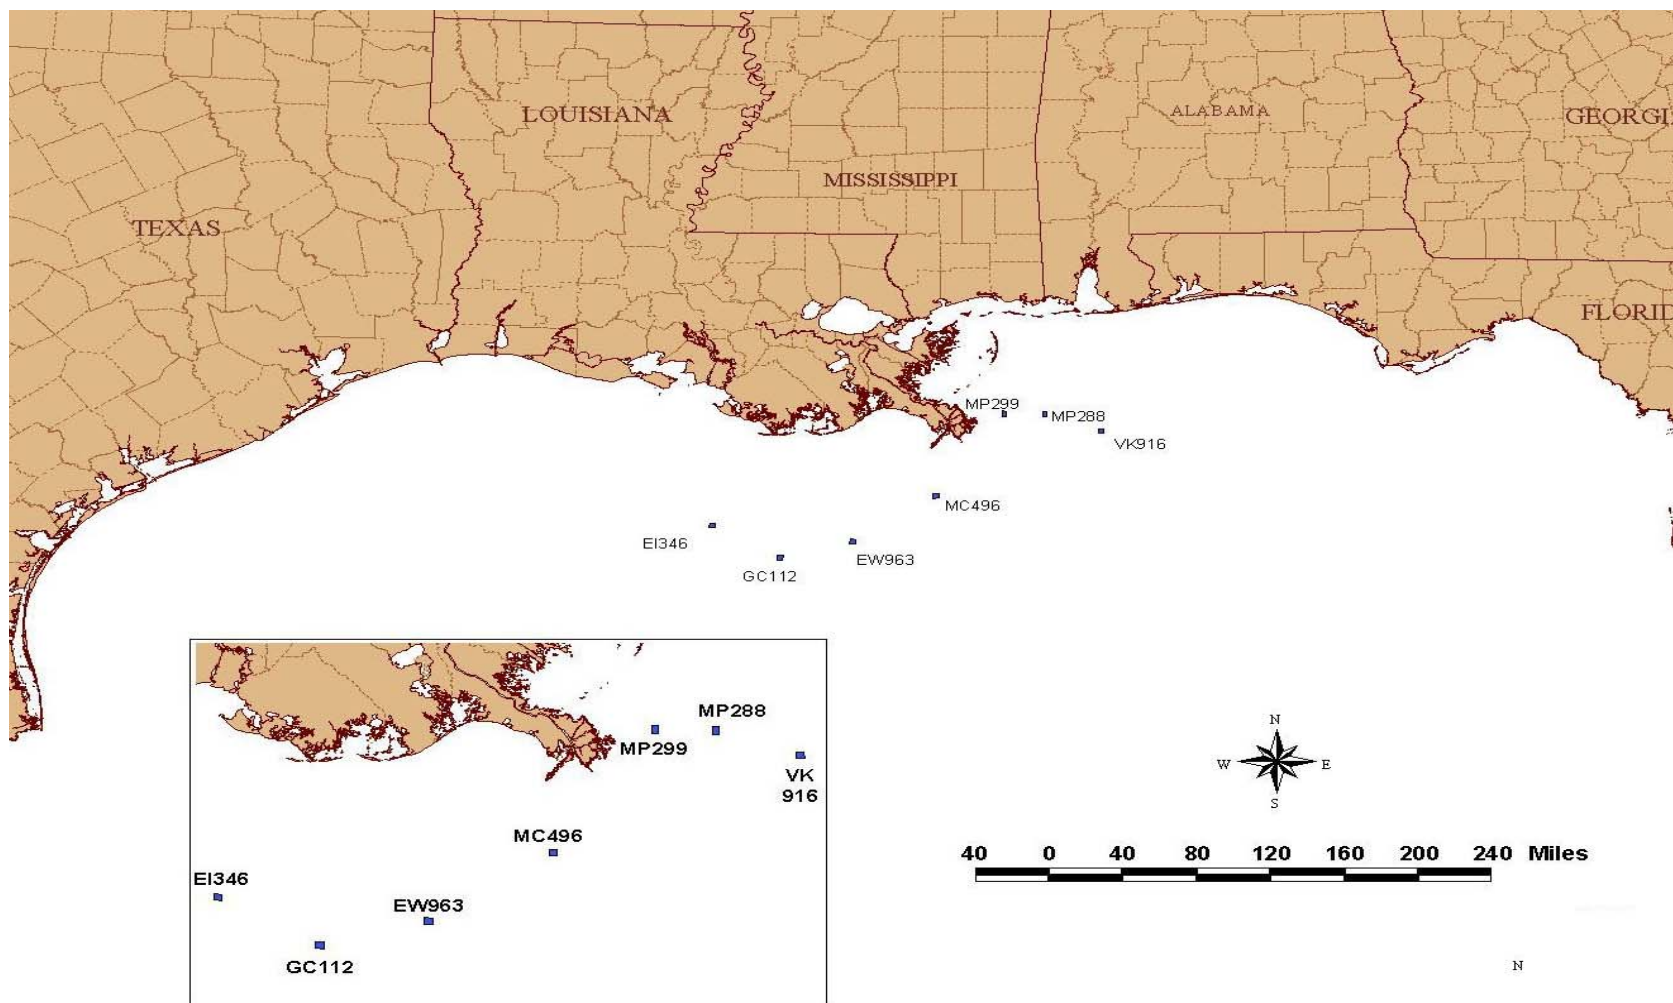 LOUISIANA
ALABAMA
GEORGI
MISSISSIPPI
TEXAS
FLORID
MP299
MP288
VK916
MC496
EI346
EW963
GC112
MP288
MP299
VK
916
MC496
EI346
EW963
GC112
N
W E
S
40 0 40 80 120 160 200 240 Miles
N